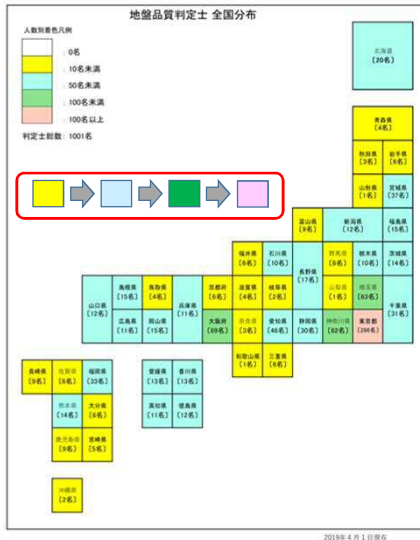 地盤品質判定士 全国分布
人数別着色凡例
: 0名
: 10名未満
: 50名未満
: 100名未満
: 100名以上
判定士総数: 1001名
北海道
(20名)
青森県
(4名)
秋田県
(3名)
岩手県
(6名)
山形県
(1名)
宮城県
(37名)
富山県
(9名)
新潟県
(12名)
福島県
(15名)
福井県
(6名)
石川県
(10名)
長野県
(17名)
群馬県
(6名)
栃木県
(10名)
茨城県
(14名)
山口県
(12名)
島根県
(15名)
鳥取県
(4名)
兵庫県
(11名)
京都府
(6名)
滋賀県
(4名)
岐阜県
(2名)
山梨県
(1名)
埼玉県
(63名)
千葉県
(31名)
広島県
(11名)
岡山県
(15名)
大阪府
(89名)
奈良県
(3名)
愛知県
(46名)
静岡県
(30名)
神奈川県
(92名)
東京都
和歌山県
(1名)
三重県
(6名)
長崎県
佐賀県
(6名)
福岡県
(33名)
愛媛県
(13名)
香川県
(13名)
熊本県
(14名)
大分県
(6名)
高知県
(11名)
徳島県
(12名)
鹿児島県
(9名)
宮崎県
(5名)
沖縄県
(2名)
2019年4月1日現在